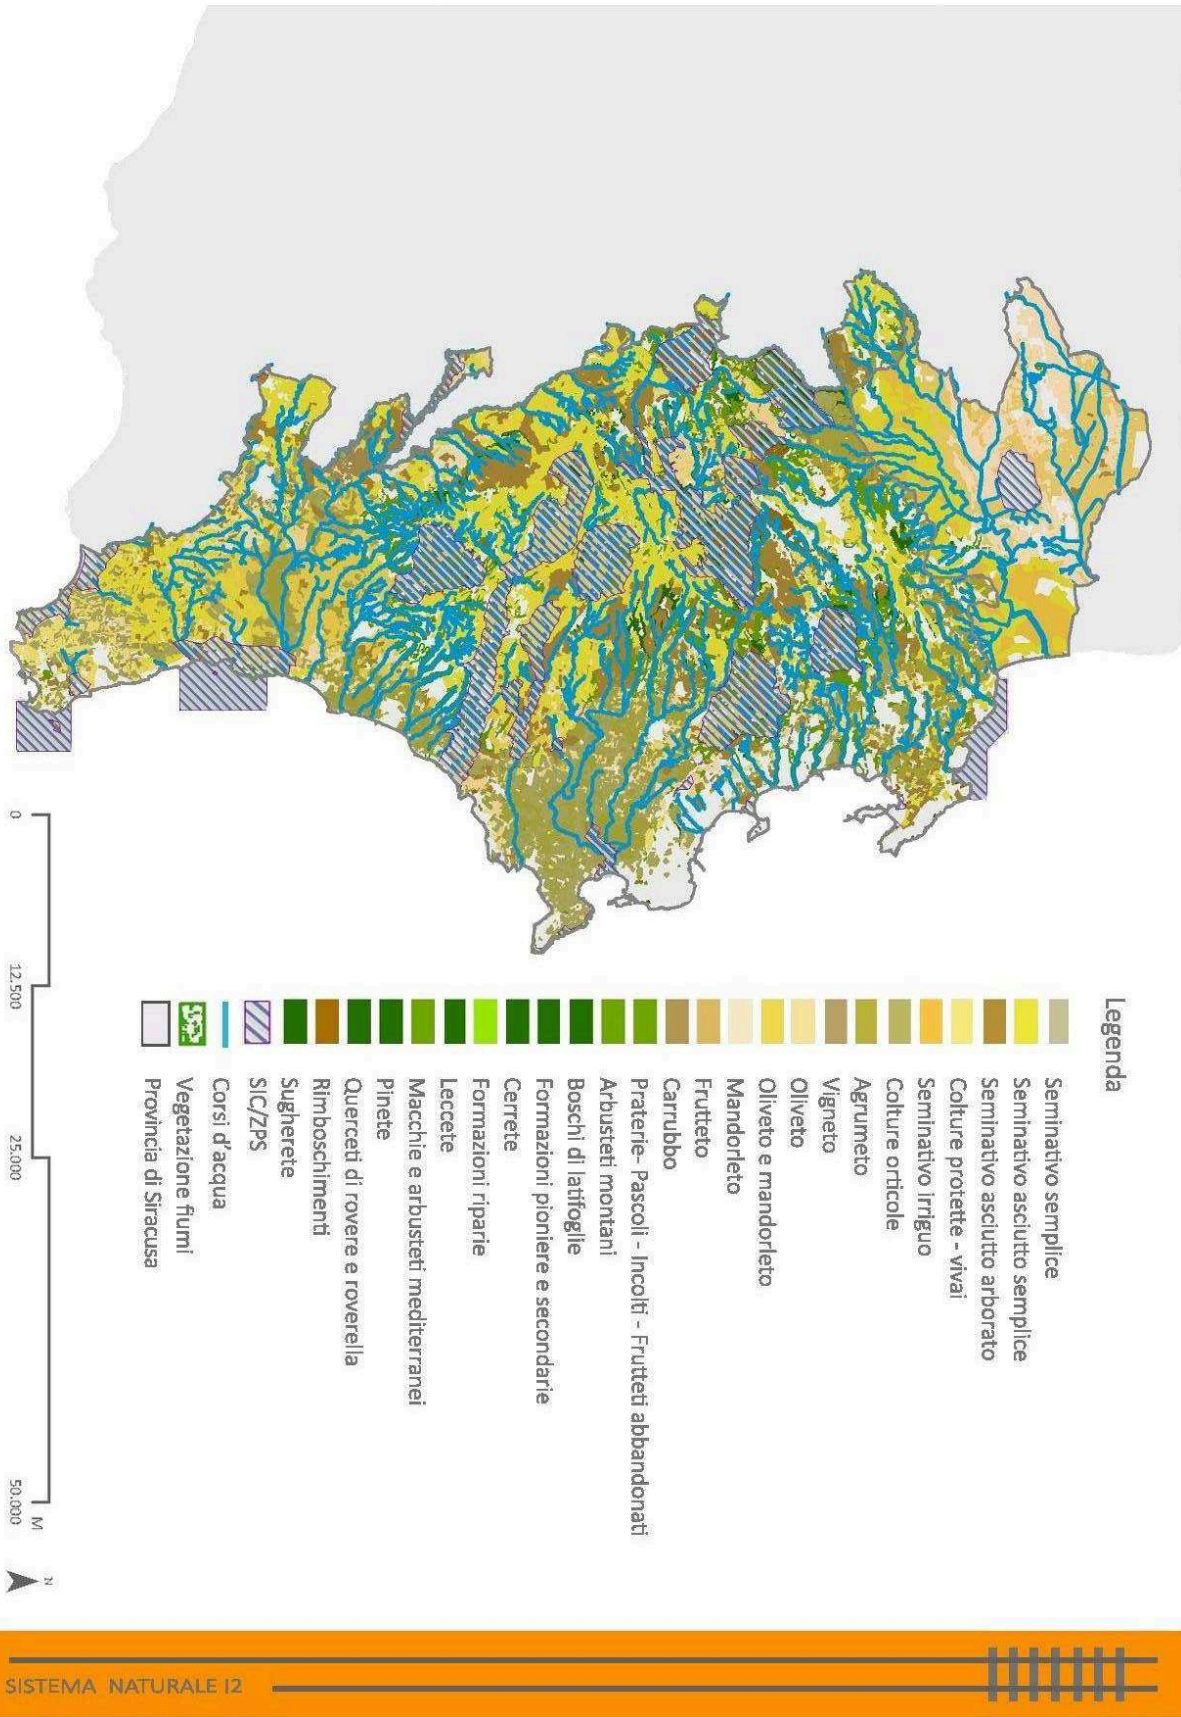 Legenda
Seminativo semplice
Seminativo asciutto semplice
Seminativo asciutto arborato
Colture protette - vivai
Seminativo irriguo
Colture orticole
Agrumeto
Vigneto
Oliveto
Oliveto e mandorleto
Mandorleto
Frutteto
Carrubbo
Praterie- Pascoli - Incolti - Frutteti abbandonati
Arbusteti montani
Boschi di latifoglie
Formazioni pioniere e secondarie
Cerrete
Formazioni riparie
Leccete
Macchie e arbusteti mediterranei
Pinete
Querceti di rovere e roverella
Rimboschimenti
Sugherete
SIC/ZPS
Corsi d'acqua
Vegetazione fiumi
Provincia di Siracusa
0
12.500
25.000
50.000
M
N
SISTEMA NATURALE I2